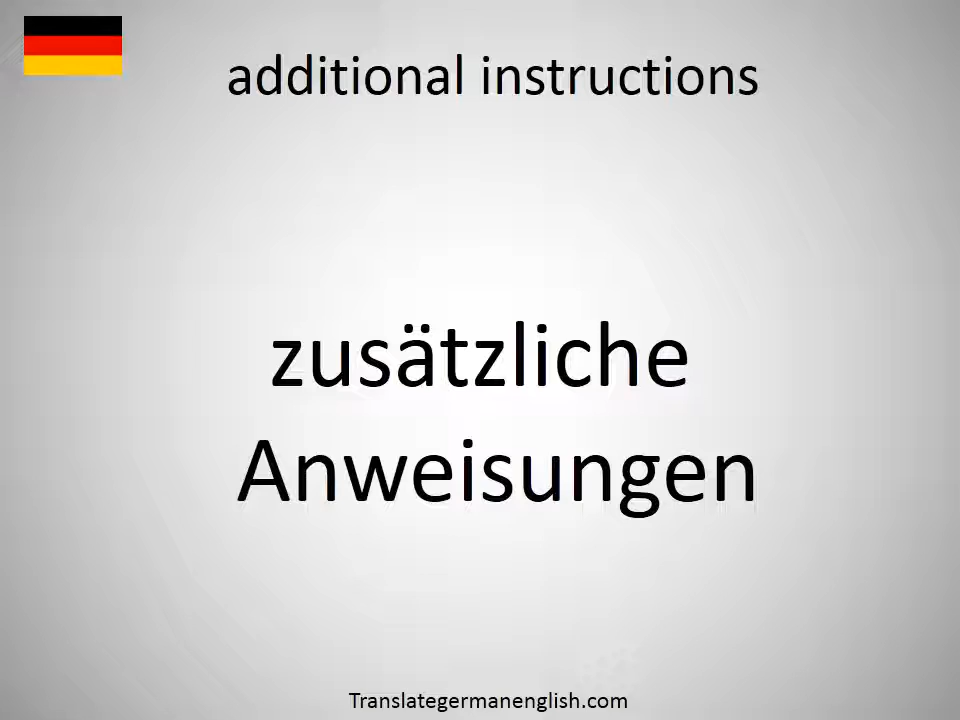 additional instructions
zusätzliche
Anweisungen
Translategermanenglish.com